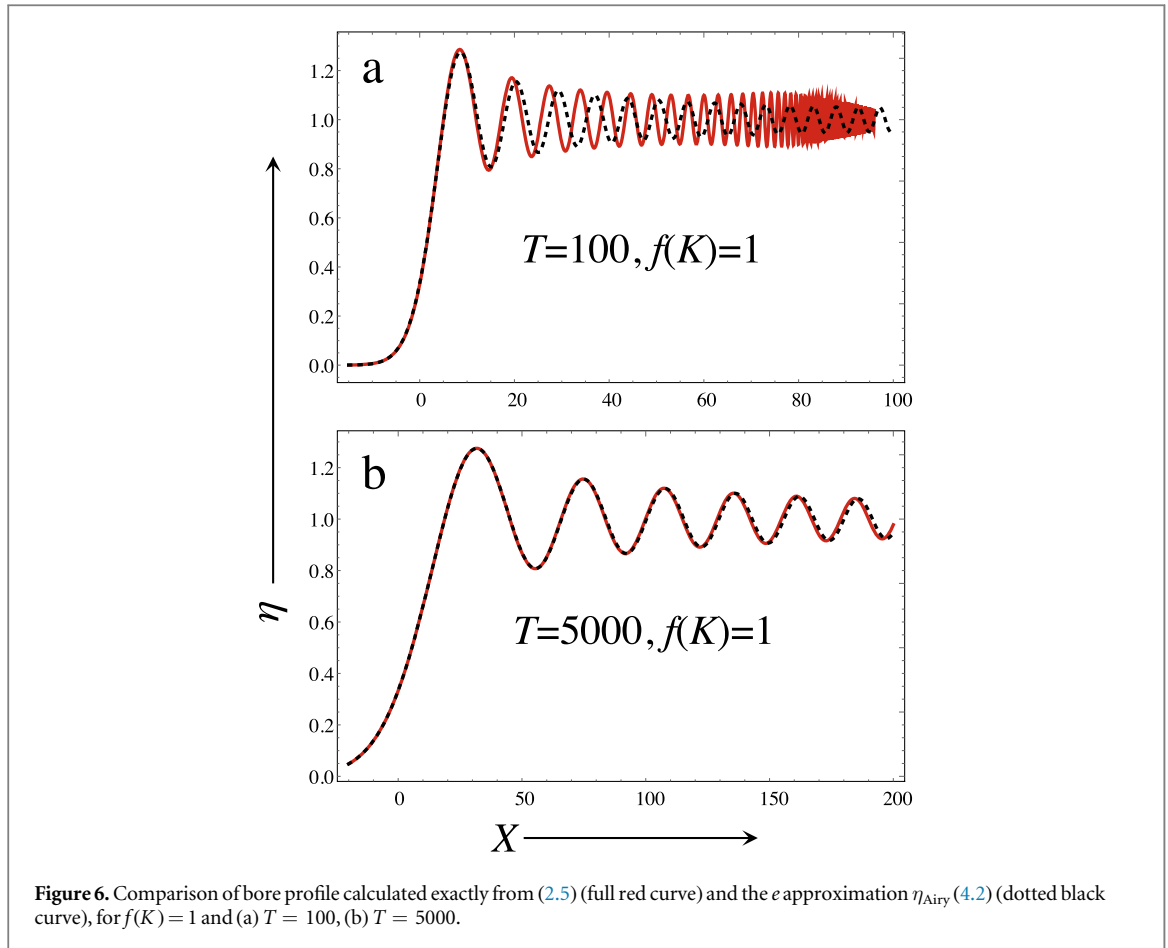 a
1.2
1.0
0.8
0.6
0.4
0.2
0.0
T=100, f(K)=1
0 20 40 60 80 100
b
1.2
1.0
0.8
0.6
0.4
0.2
0.0
T=5000, f(K)=1
0 50 100 150 200
η
X
Figure 6. Comparison of bore profile calculated exactly from (2.5) (full red curve) and the e approximation ηAiry (4.2) (dotted black
curve), for f(K) = 1 and (a) T = 100, (b) T = 5000.